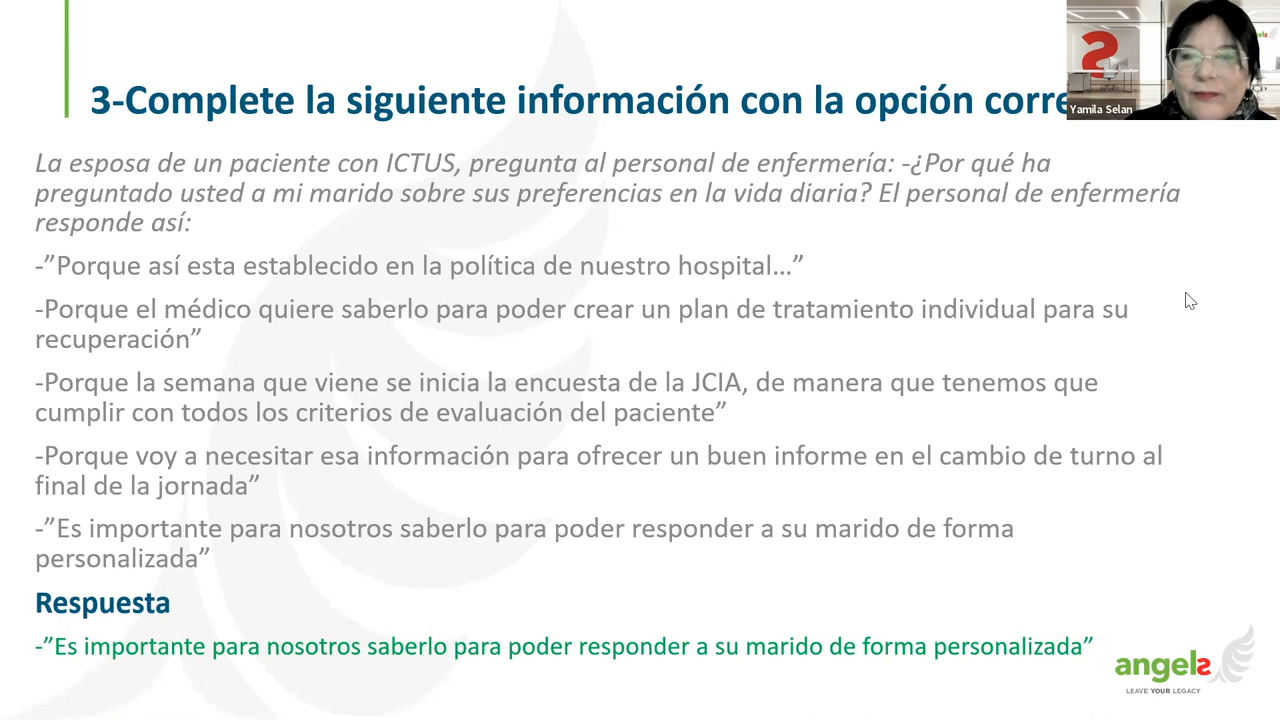 3-Complete la siguiente información con la opción corre
Yamila Selan
La esposa de un paciente con ICTUS, pregunta al personal de enfermería: -¿Por qué ha
preguntado usted a mi marido sobre sus preferencias en la vida diaria? El personal de enfermería
responde así:
-”Porque así esta establecido en la política de nuestro hospital...”
-Porque el médico quiere saberlo para poder crear un plan de tratamiento individual para su
recuperación”
-Porque la semana que viene se inicia la encuesta de la JCIA, de manera que tenemos que
cumplir con todos los criterios de evaluación del paciente”
-Porque voy a necesitar esa información para ofrecer un buen informe en el cambio de turno al
final de la jornada”
-”Es importante para nosotros saberlo para poder responder a su marido de forma
personalizada”
Respuesta
-”Es importante para nosotros saberlo para poder responder a su marido de forma personalizada”
angels
LEAVE YOUR LEGACY